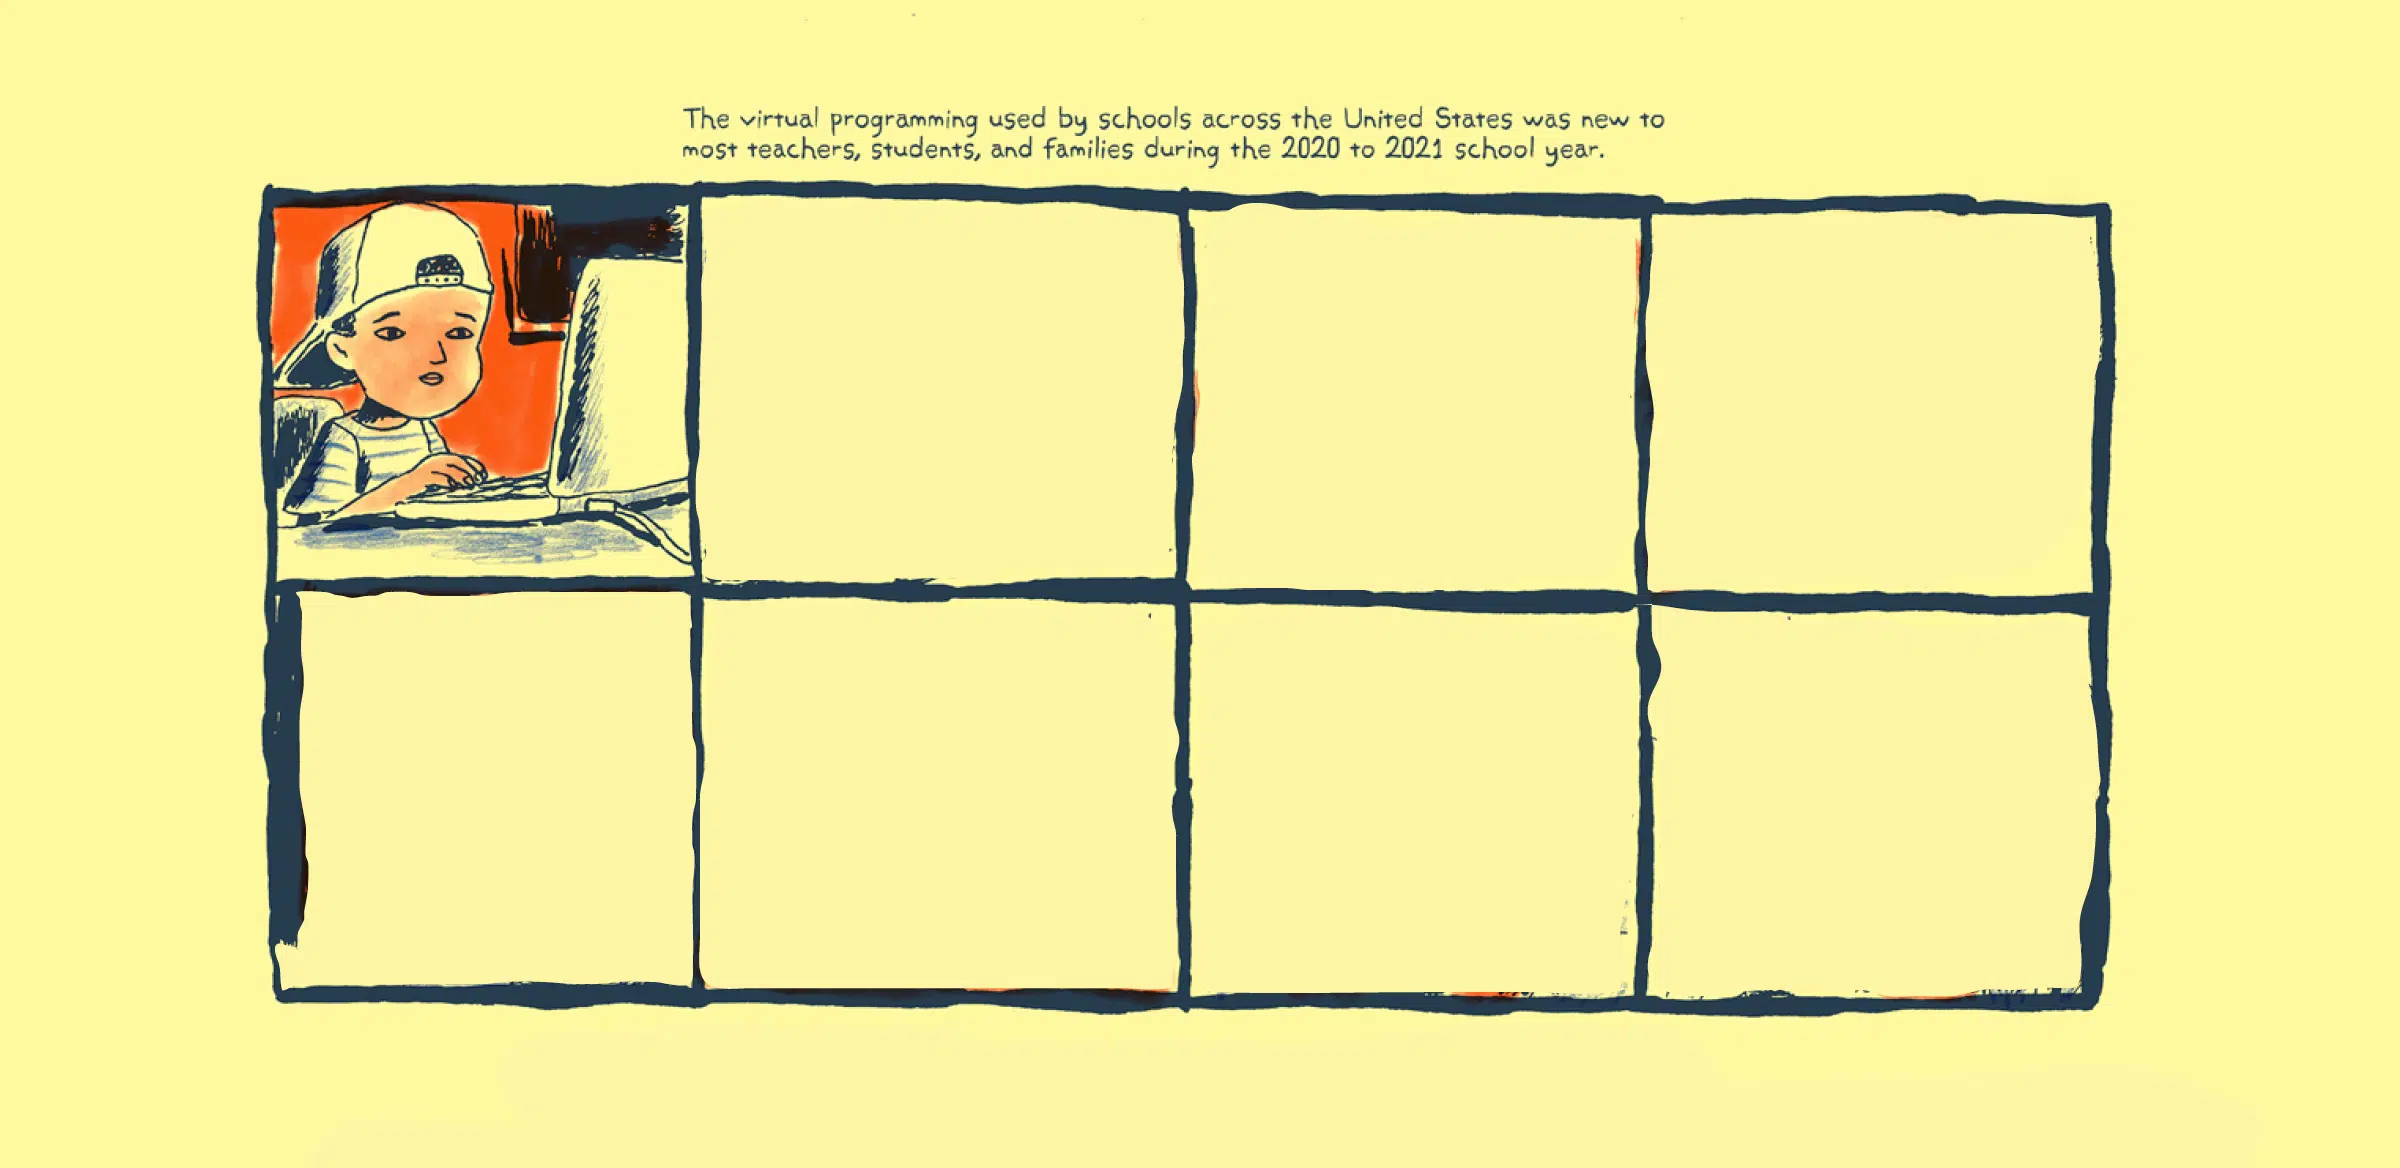 The virtual programming used by schools across the United States was new to
most teachers, students, and families during the 2020 to 2021 school year.